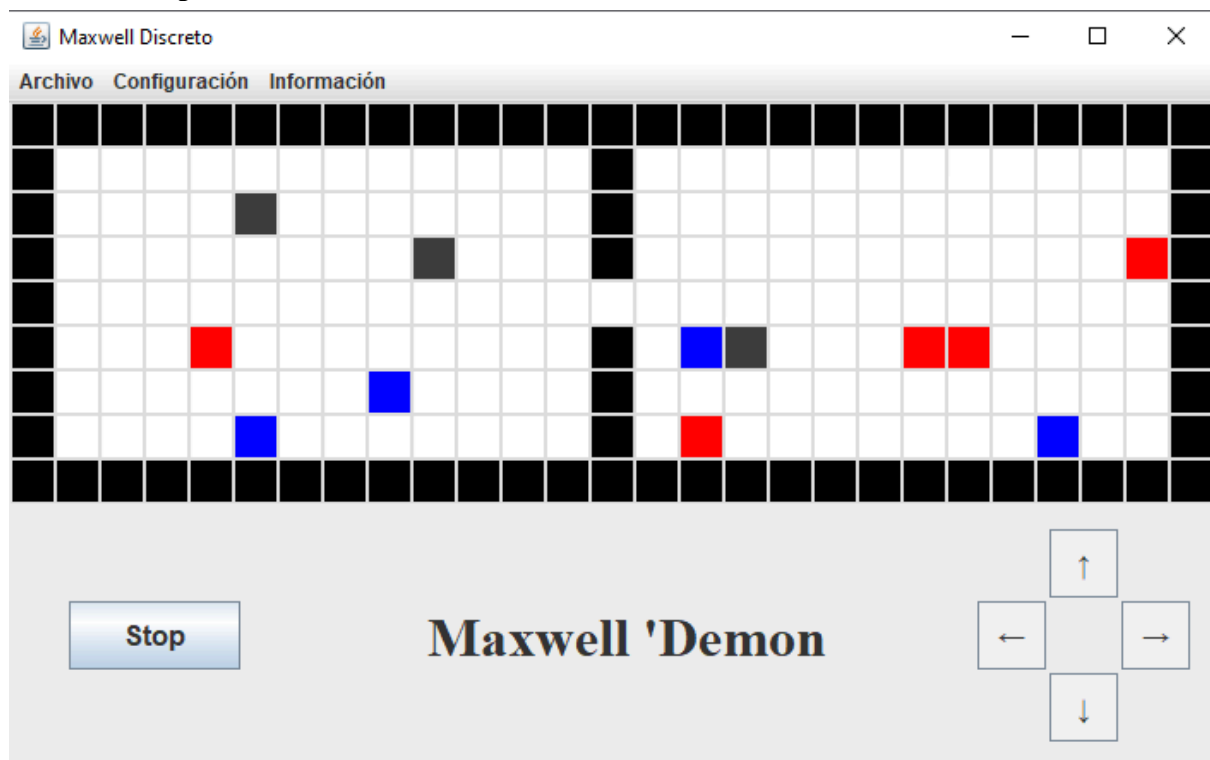 Maxwell Discreto
Archivo Configuración Información
↑
Stop Maxwell 'Demon ← →
↓